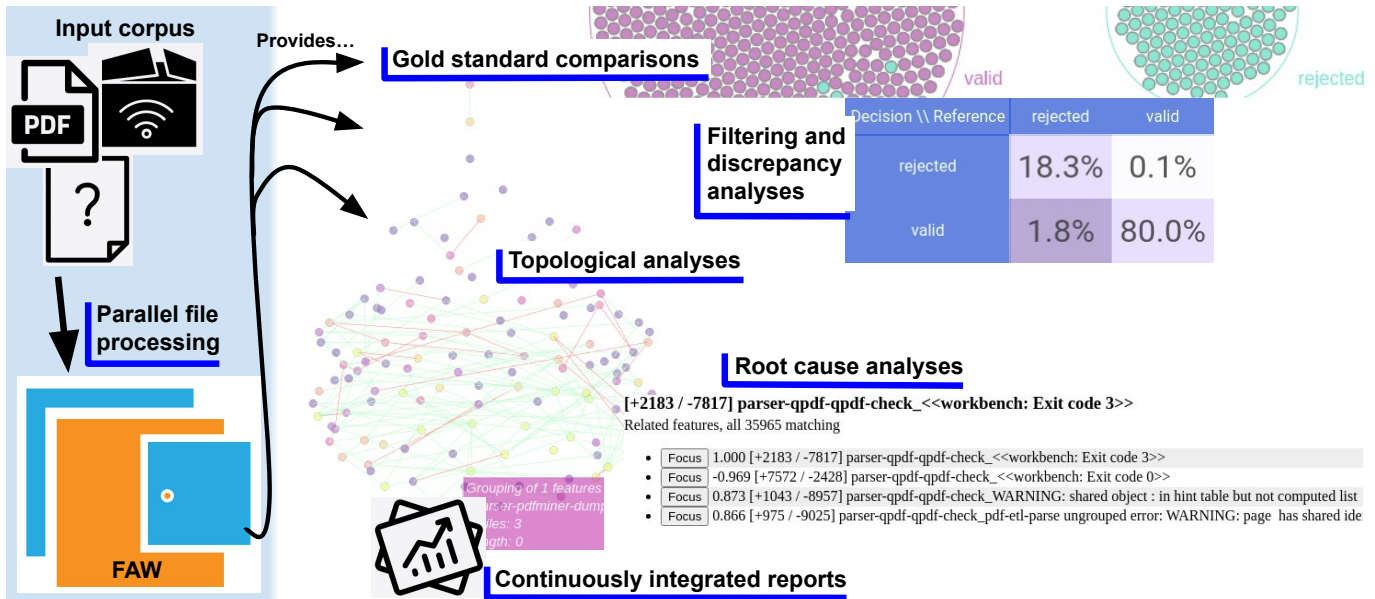 Input corpus
PDF
?
Parallel file
processing
FAW
Provides…
Gold standard comparisons
valid
rejected
Filtering and
discrepancy
analyses
Decision \\ Reference rejected valid
rejected 18.3% 0.1%
valid 1.8% 80.0%
Topological analyses
Root cause analyses
[+2183 / -7817] parser-qpdf-qpdf-check_<<workbench: Exit code 3>>
Related features, all 35965 matching
Focus 1.000 [+2183 / -7817] parser-qpdf-qpdf-check_<<workbench: Exit code 3>>
Focus -0.969 [+7572 / -2428] parser-qpdf-qpdf-check_<<workbench: Exit code 0>>
Focus 0.873 [+1043 / -8957] parser-qpdf-qpdf-check_WARNING: shared object : in hint table but not computed list
Focus 0.866 [+975 / -9025] parser-qpdf-qpdf-check_pdf-etl-parse ungrouped error: WARNING: page has shared ide
Grouping of 1 features
arser-pdfminer-dump
iles: 3
ngth: 0
Continuously integrated reports